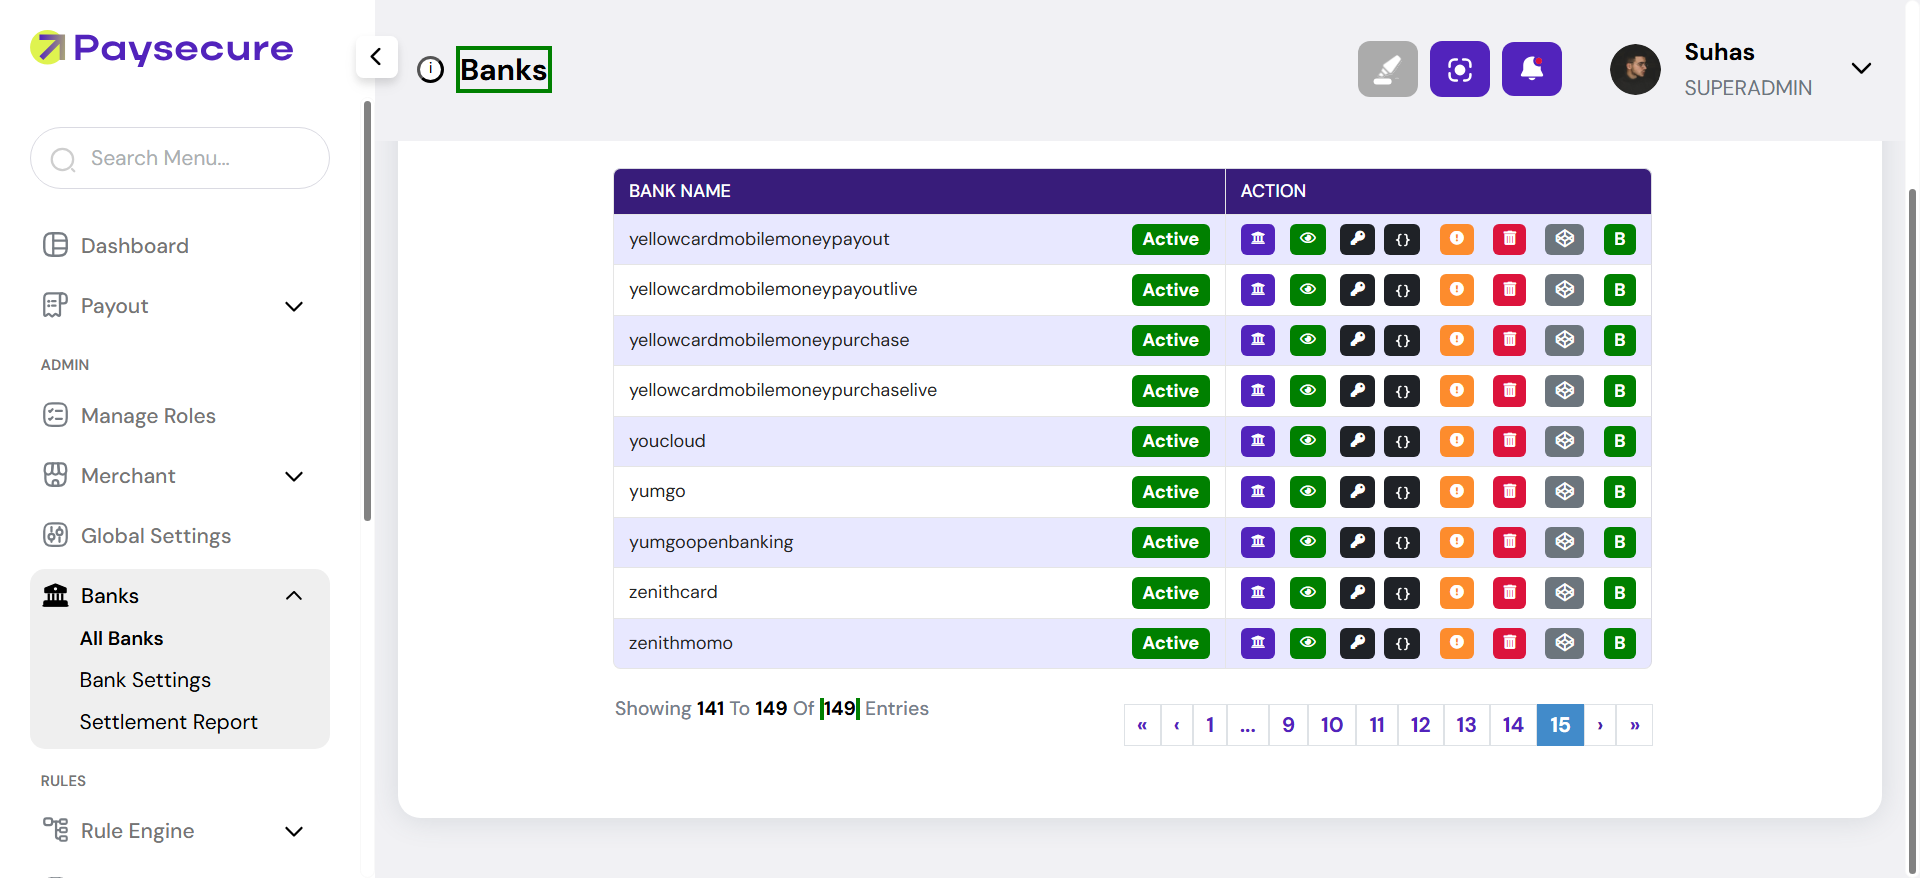 Paysecure
Banks
Suhas
SUPERADMIN
Search Menu...
Dashboard
Payout
ADMIN
Manage Roles
Merchant
Global Settings
Banks
All Banks
Bank Settings
Settlement Report
RULES
Rule Engine
BANK NAME ACTION
yellowcardmobilemoneypayout Active {} B
yellowcardmobilemoneypayoutlive Active {} B
yellowcardmobilemoneypurchase Active {} B
yellowcardmobilemoneypurchaselive Active {} B
youcloud Active {} B
yumgo Active {} B
yumgoopenbanking Active {} B
zenithcard Active {} B
zenithmomo Active {} B
Showing 141 To 149 Of 149 Entries
« ‹ 1 ... 9 10 11 12 13 14 15 › »